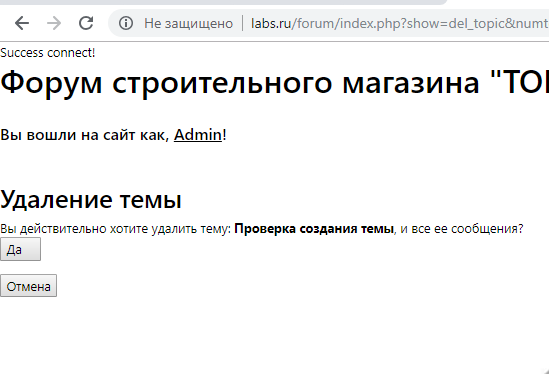 Не защищено | labs.ru/forum/index.php?show=del_topic&numt
Success connect!
Форум строительного магазина "ТО
Вы вошли на сайт как, Admin!
Удаление темы
Вы действительно хотите удалить тему: Проверка создания темы, и все ее сообщения?
Да
Отмена